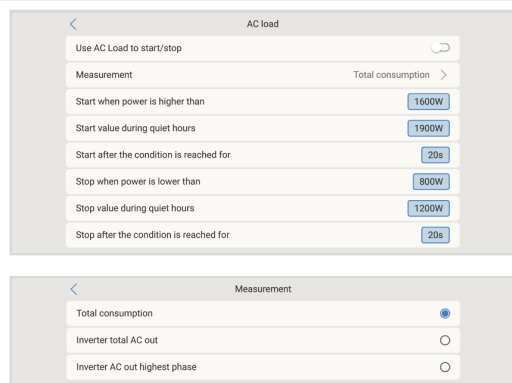 AC load
Use AC Load to start/stop
Measurement Total consumption
Start when power is higher than 1600W
Start value during quiet hours 1900W
Start after the condition is reached for 20s
Stop when power is lower than 800W
Stop value during quiet hours 1200W
Stop after the condition is reached for 20s
Measurement
Total consumption
Inverter total AC out
Inverter AC out highest phase